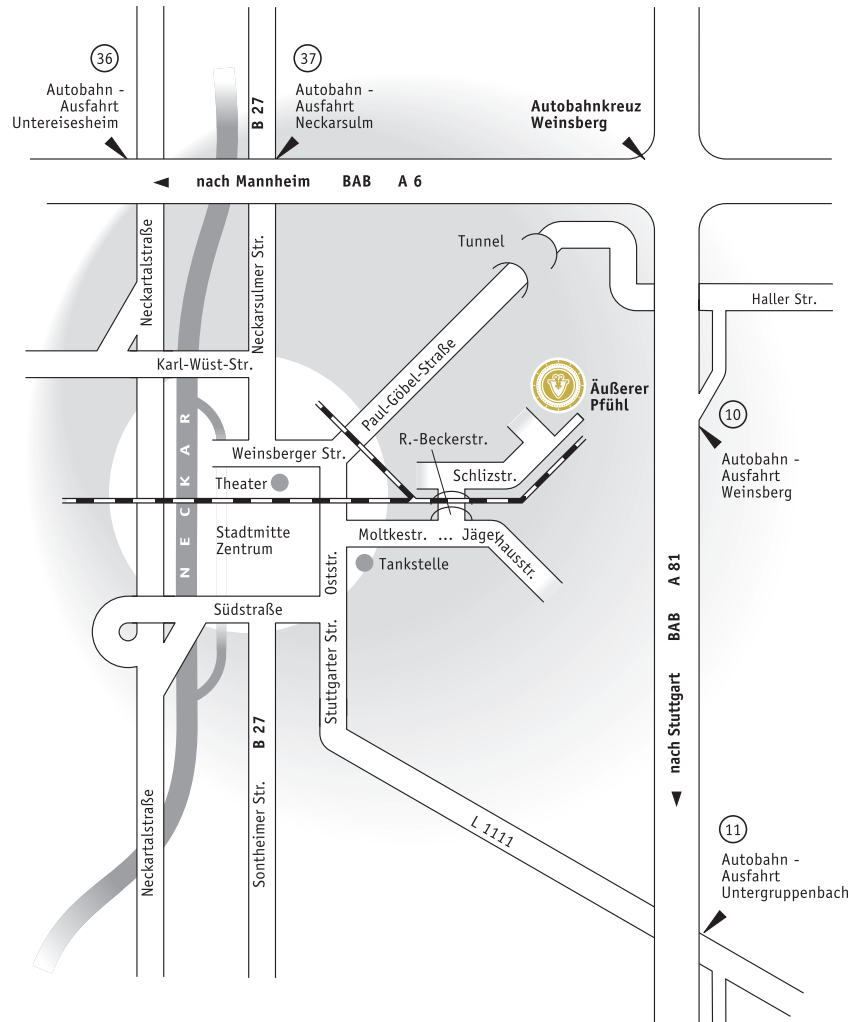 36
Autobahn -
Ausfahrt
Untereisesheim
B 27
37
Autobahn -
Ausfahrt
Neckarsulm
Autobahnkreuz
Weinsberg
nach Mannheim BAB A 6
Neckartalstraße
Neckarsulmer Str.
Tunnel
Haller Str.
Karl-Wüst-Str.
Paul-Göbel-Straße
Äußerer
Pfühl
10
Autobahn -
Ausfahrt
Weinsberg
R.-Beckerstr.
Weinsberger Str.
Schlizstr.
Theater
NECKAR
Stadtmitte
Zentrum
Moltkestr. ... Jägerhausstr.
Oststr.
Tankstelle
Südstraße
Stuttgarter Str.
A 81
BAB
nach Stuttgart
B 27
Neckartalstraße
Sontheimer Str.
L 1111
11
Autobahn -
Ausfahrt
Untergruppenbach